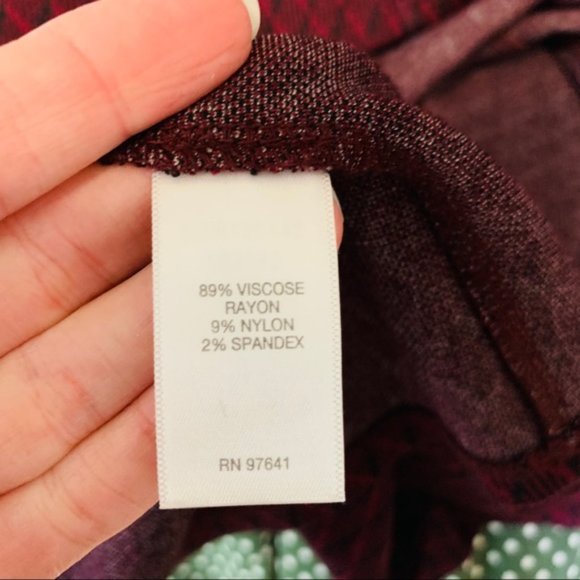 89% VISCOSE
RAYON
9% NYLON
2% SPANDEX
RN 97641